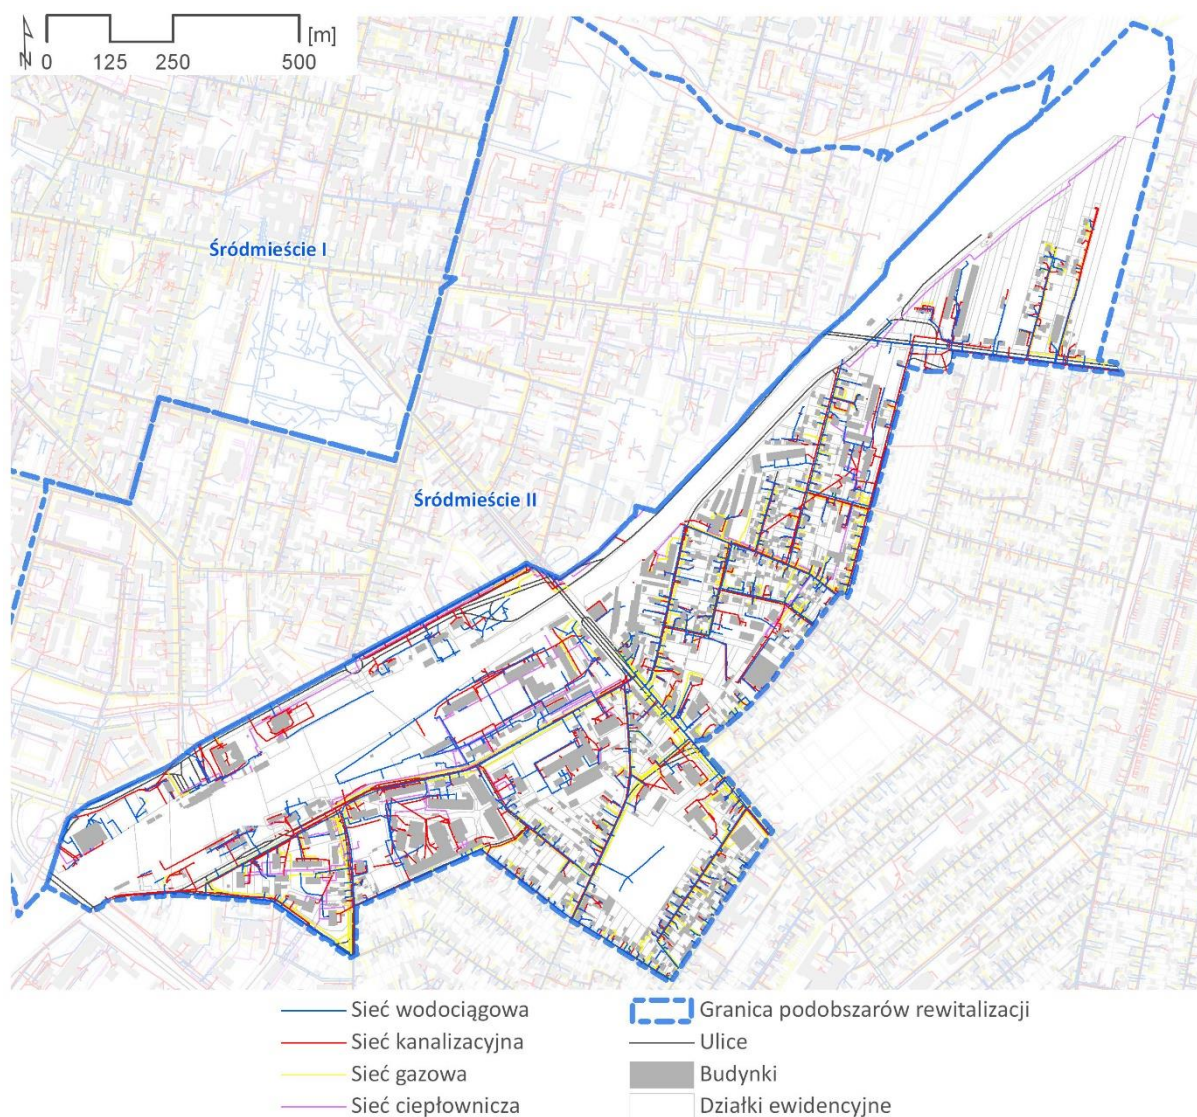 [m]
0 125 250 500
Śródmieście I
Śródmieście II
Sieć wodociągowa
Sieć kanalizacyjna
Sieć gazowa
Sieć ciepłownicza
Granica podobszarów rewitalizacji
Ulice
Budynki
Działki ewidencyjne